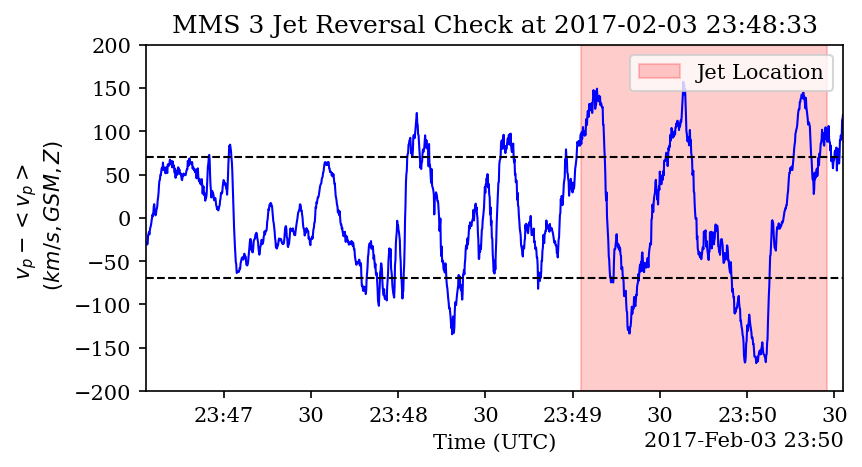 MMS 3 Jet Reversal Check at 2017-02-03 23:48:33
Jet Location
v_p - < v_p >
(km/s, GSM, Z)
200
150
100
50
0
−50
−100
−150
−200
23:47 30 23:48 30 23:49 30 23:50 30
Time (UTC)
2017-Feb-03 23:50